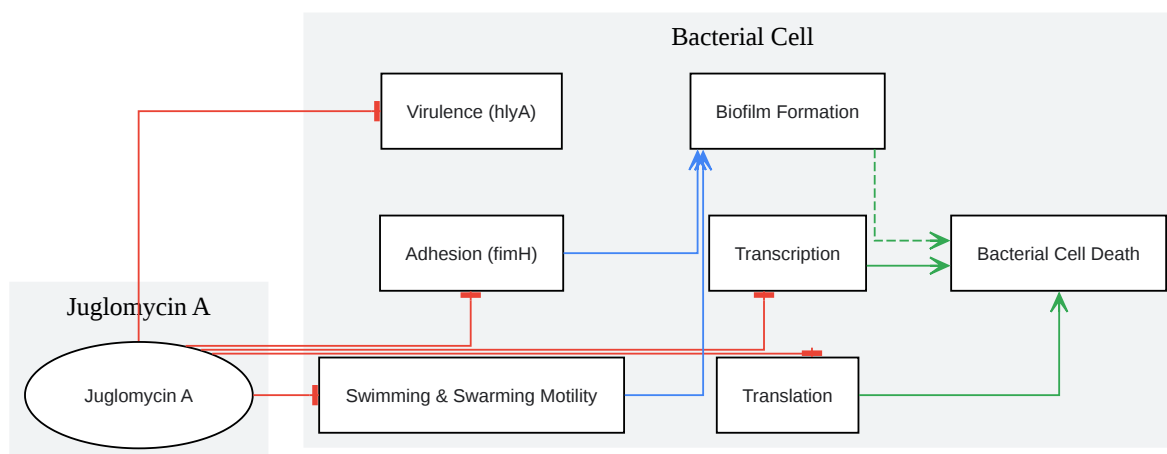 Bacterial Cell
Virulence (hlyA)
Biofilm Formation
Adhesion (fimH)
Transcription
Bacterial Cell Death
Juglomycin A
Juglomycin A
Swimming & Swarming Motility
Translation